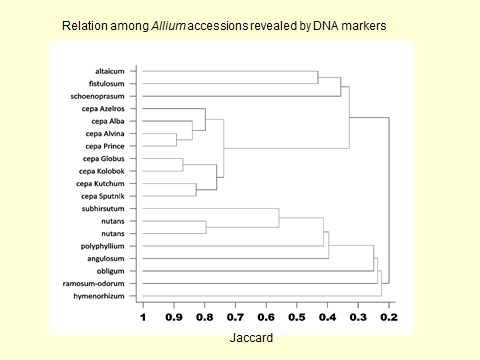 Relation among Allium accessions revealed by DNA markers
altaicum
fistulosum
schoenoprasum
cepa Azelros
cepa Alba
cepa Alvina
cepa Prince
cepa Globus
cepa Kolobok
cepa Kutchum
cepa Sputnik
subhirsutum
nutans
nutans
polyphyllium
angulosum
obligum
ramosum-odorum
hymenorhizum
1 0.9 0.8 0.7 0.6 0.5 0.4 0.3 0.2
Jaccard